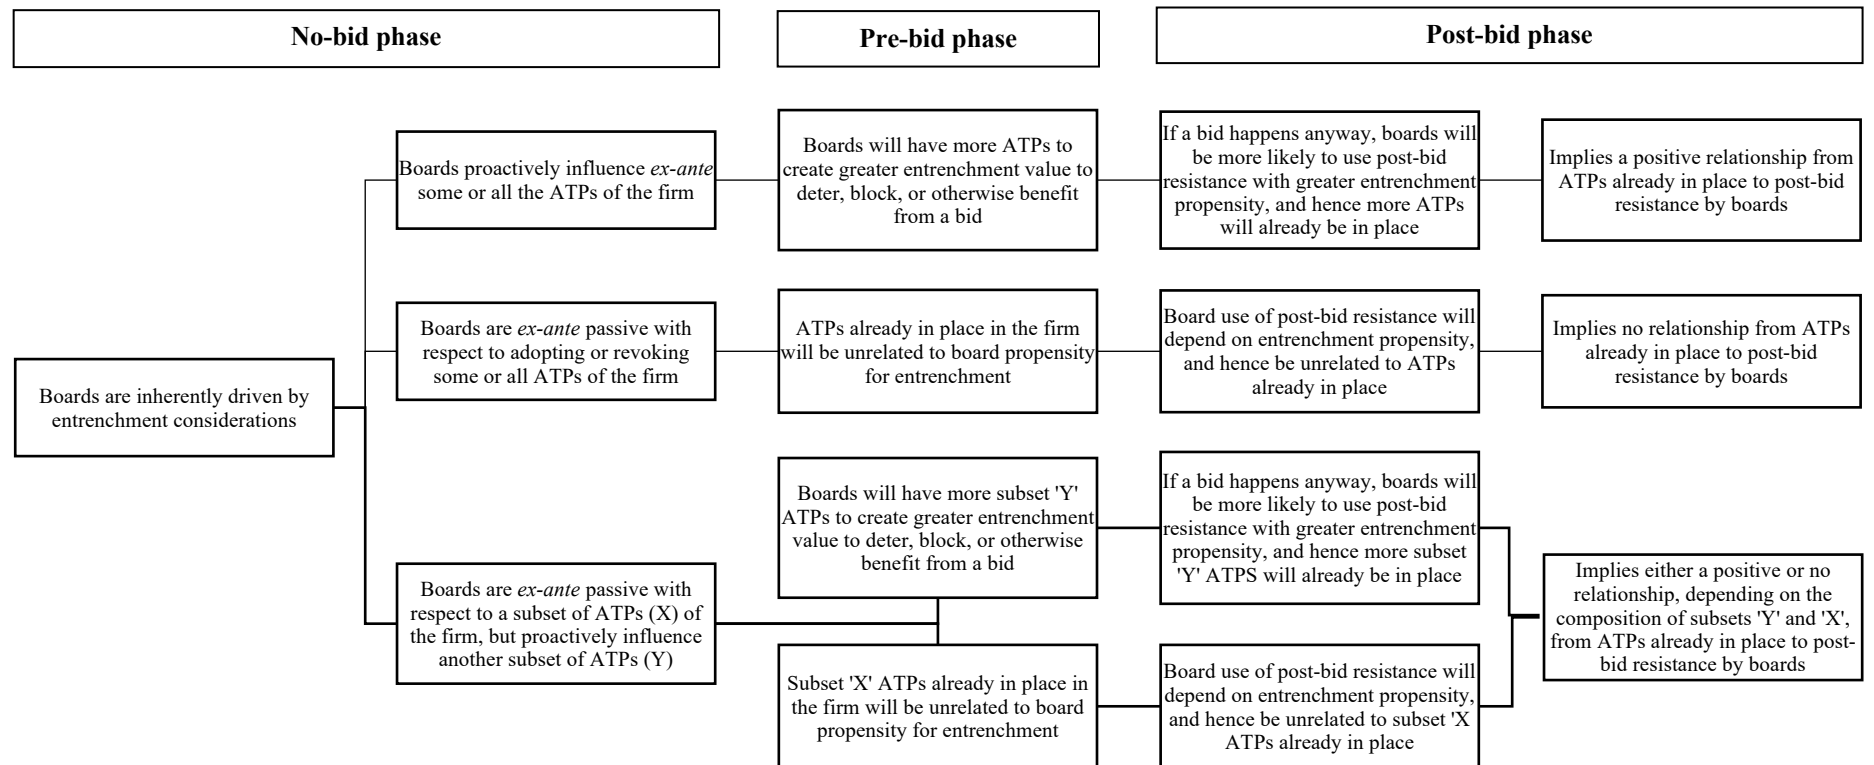 No-bid phase
Pre-bid phase
Post-bid phase
Boards are inherently driven by
entrenchment considerations
Boards proactively influence ex-ante
some or all the ATPs of the firm
Boards will have more ATPs to
create greater entrenchment value to
deter, block, or otherwise benefit
from a bid
If a bid happens anyway, boards will
be more likely to use post-bid
resistance with greater entrenchment
propensity, and hence more ATPs
will already be in place
Implies a positive relationship from
ATPs already in place to post-bid
resistance by boards
Boards are ex-ante passive with
respect to adopting or revoking
some or all ATPs of the firm
ATPs already in place in the firm
will be unrelated to board propensity
for entrenchment
Board use of post-bid resistance will
depend on entrenchment propensity,
and hence be unrelated to ATPs
already in place
Implies no relationship from ATPs
already in place to post-bid
resistance by boards
Boards are ex-ante passive with
respect to a subset of ATPs (X) of
the firm, but proactively influence
another subset of ATPs (Y)
Boards will have more subset 'Y'
ATPs to create greater entrenchment
value to deter, block, or otherwise
benefit from a bid
If a bid happens anyway, boards will
be more likely to use post-bid
resistance with greater entrenchment
propensity, and hence more subset
'Y' ATPS will already be in place
Subset 'X' ATPs already in place in
the firm will be unrelated to board
propensity for entrenchment
Board use of post-bid resistance will
depend on entrenchment propensity,
and hence be unrelated to subset 'X
ATPs already in place
Implies either a positive or no
relationship, depending on the
composition of subsets 'Y' and 'X',
from ATPs already in place to post-
bid resistance by boards